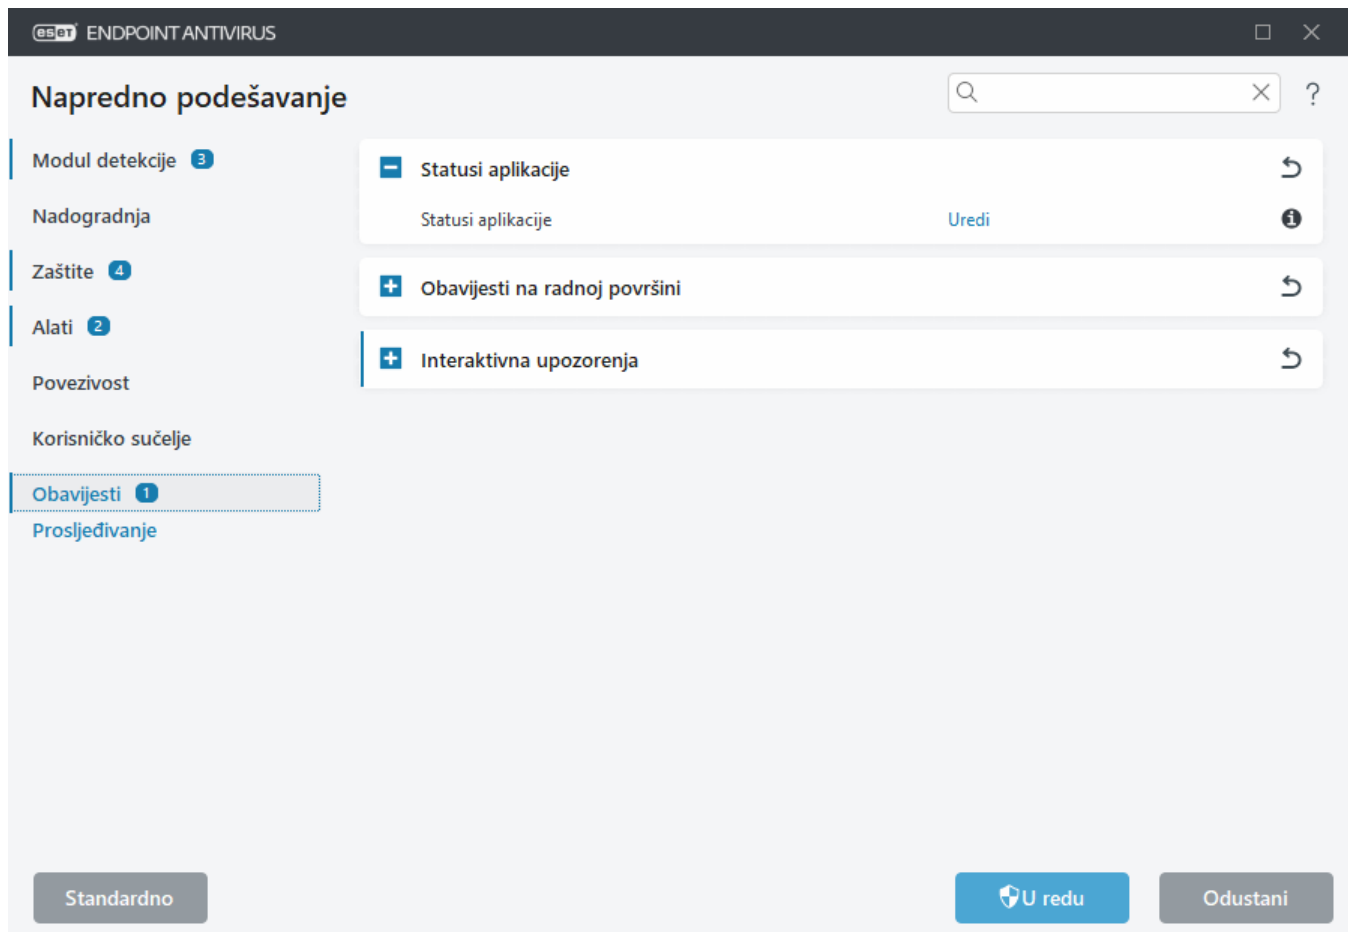 eset ENDPOINT ANTIVIRUS
Napredno podešavanje
?
Modul detekcije 3
Nadogradnja
Zaštite 4
Alati 2
Povezivost
Korisničko sučelje
Obavijesti 1
Prosljeđivanje
Statusi aplikacije
Statusi aplikacije Uredi
Obavijesti na radnoj površini
Interaktivna upozorenja
Standardno
U redu
Odustani